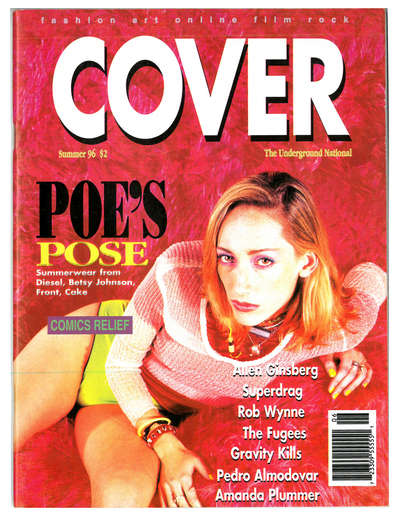 fashion art online film rock
COVER
Summer 96 $2
The Underground National
POE'S
POSE
Summerwear from
Diesel, Betsy Johnson,
Front, Cake
COMICS RELIEF
Allen Ginsberg
Superdrag
Rob Wynne
The Fugees
Gravity Kills
Pedro Almodovar
Amanda Plummer
06